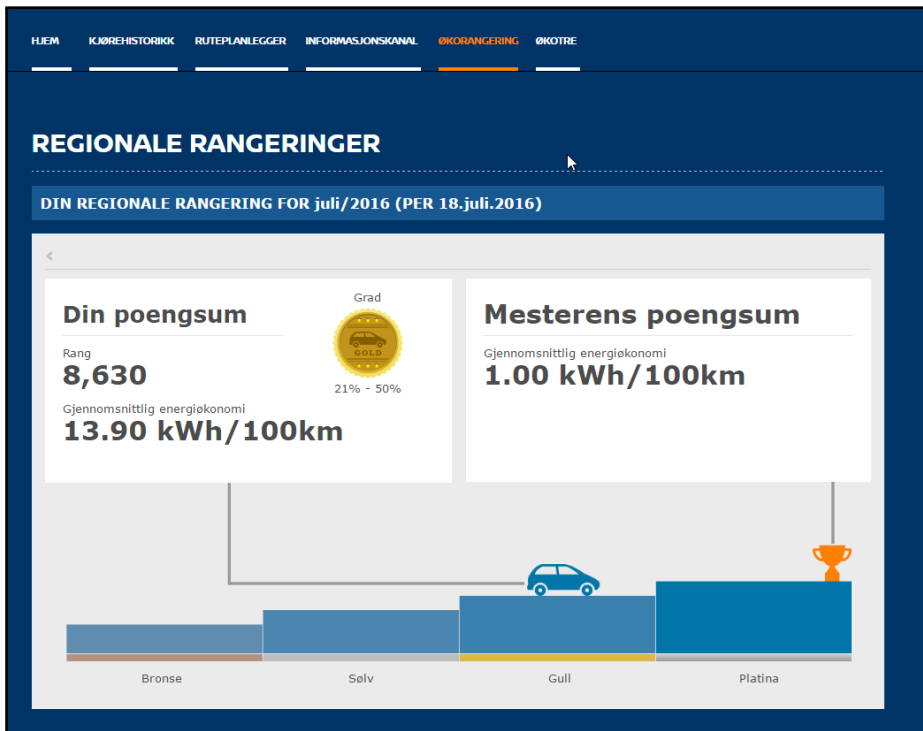 HJEM KJØREHISTORIKK RUTEPLANLEGGER INFORMASJONSKANAL ØKORANGERING ØKOTRE
REGIONALE RANGERINGER
DIN REGIONALE RANGERING FOR juli/2016 (PER 18.juli.2016)
Din poengsum
Grad
GOLD
21% - 50%
Rang
8,630
Gjennomsnittlig energiøkonomi
13.90 kWh/100km
Mesterens poengsum
Gjennomsnittlig energiøkonomi
1.00 kWh/100km
Bronse Sølv Gull Platina